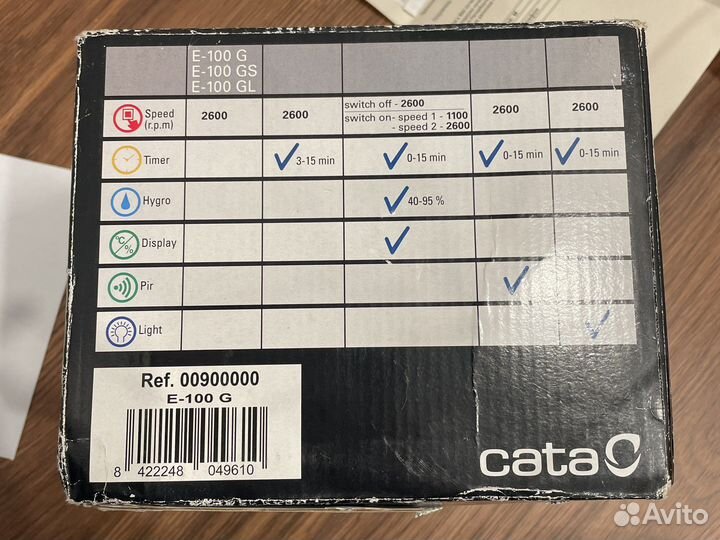 E-100 G
E-100 GS
E-100 GL
Speed (r.p.m) 2600 2600 switch off - 2600 2600 2600
switch on - speed 1 - 1100
- speed 2 - 2600
Timer 3-15 min 0-15 min 0-15 min 0-15 min
Hygro 40-95 %
°C/% Display
Pir
Light
Ref. 00900000
E-100 G
8 422248 049610
cata
Avito